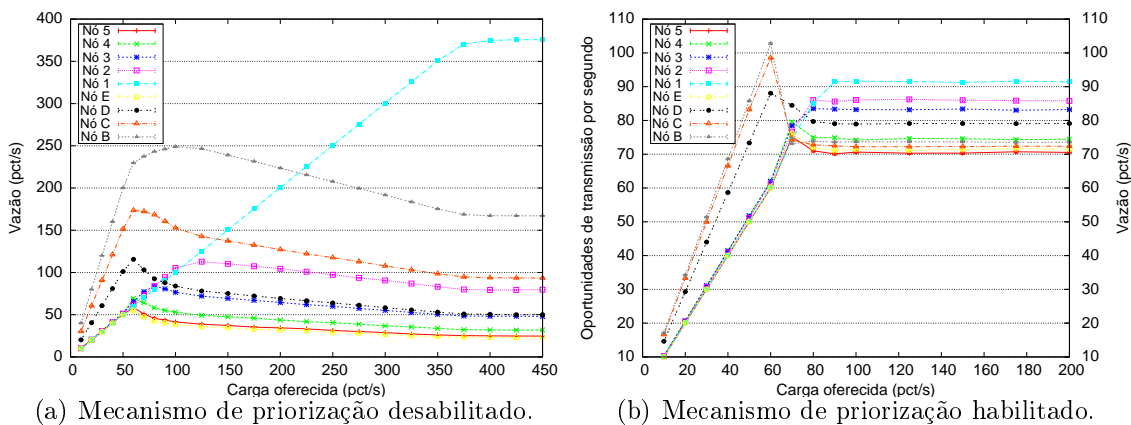 400
350
300
250
200
150
100
50
0
Vazão (pct/s)
Nó 5
Nó 4
Nó 3
Nó 2
Nó 1
Nó E
Nó D
Nó C
Nó B
0 50 100 150 200 250 300 350 400 450
Carga oferecida (pct/s)
(a) Mecanismo de priorização desabilitado.
110
100
90
80
70
60
50
40
30
20
10
Oportunidades de transmissão por segundo
Nó 5
Nó 4
Nó 3
Nó 2
Nó 1
Nó E
Nó D
Nó C
Nó B
110
100
90
80
70
60
50
40
30
20
10
Vazão (pct/s)
0 20 40 60 80 100 120 140 160 180 200
Carga oferecida (pct/s)
(b) Mecanismo de priorização habilitado.